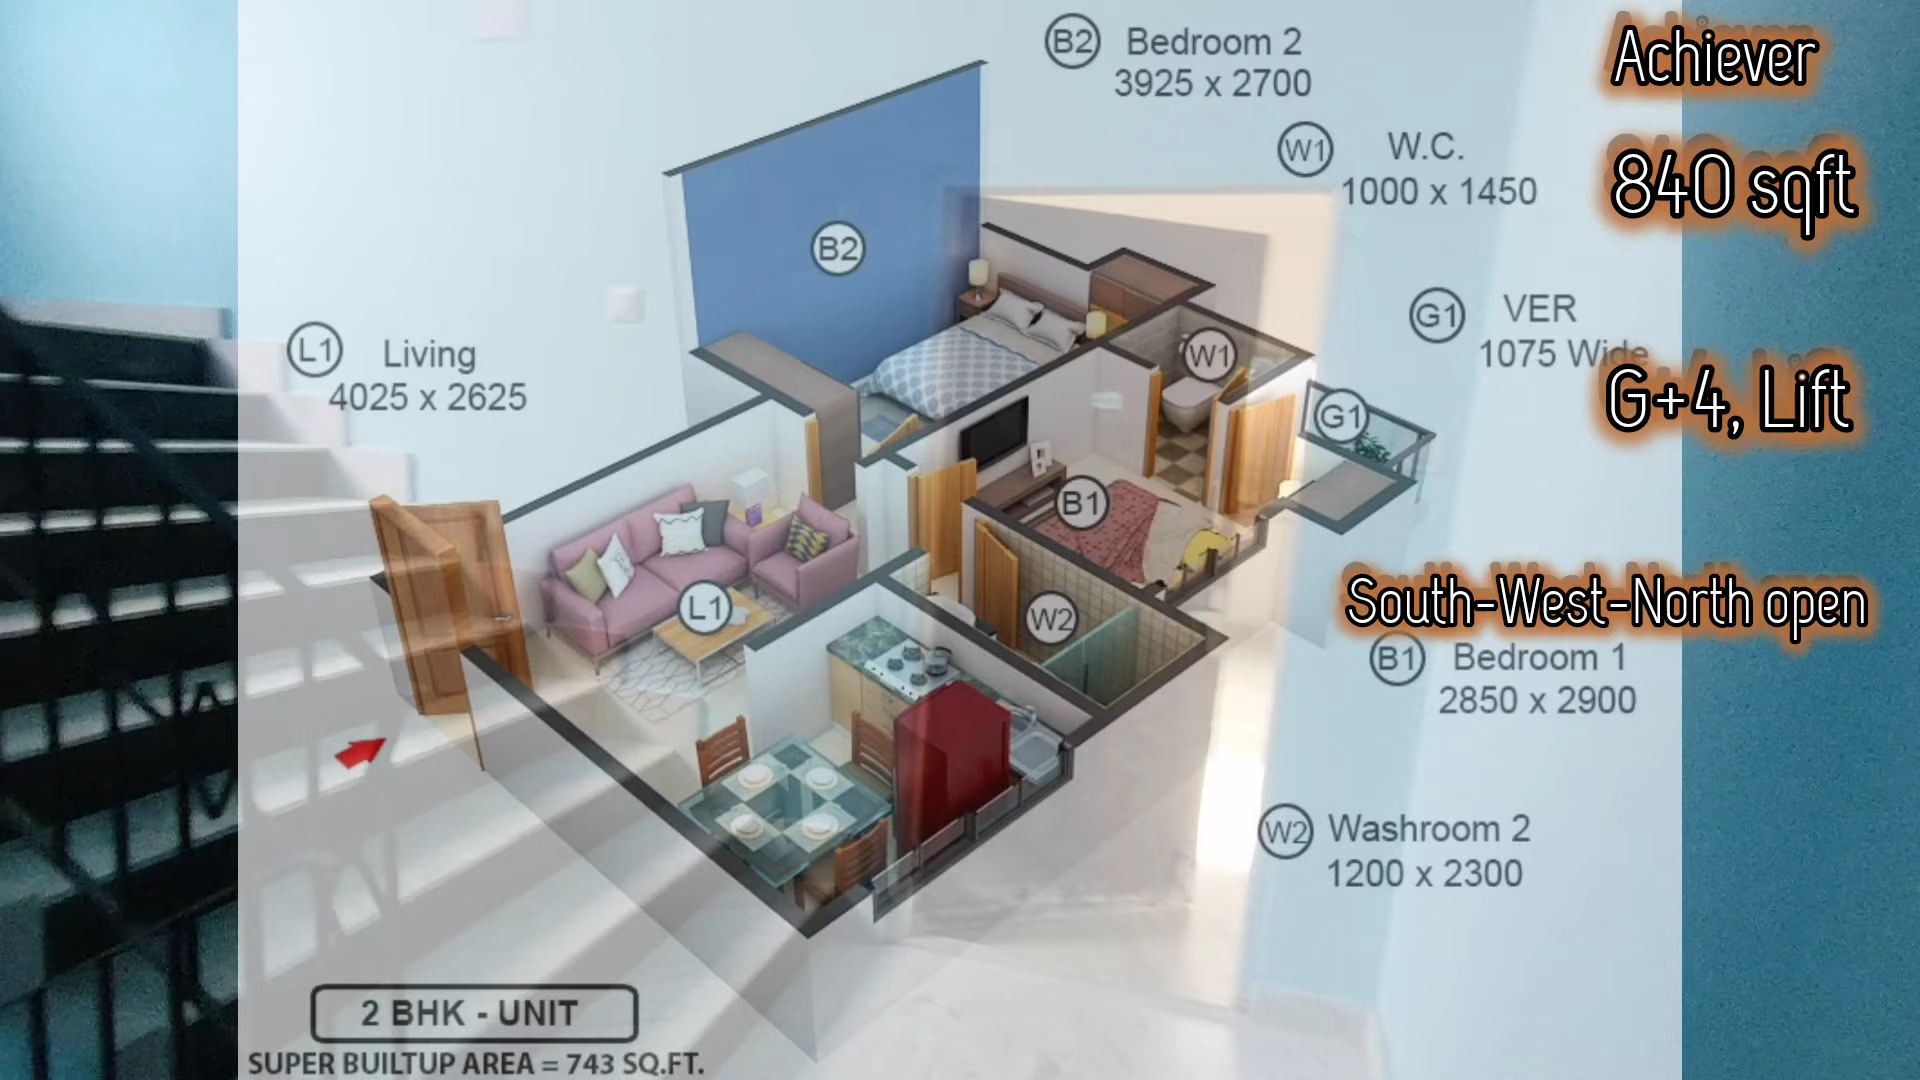 B2 Bedroom 2
3925 x 2700
W1 W.C.
1000 x 1450
G1 VER
1075 Wide
L1 Living
4025 x 2625
B2
W1
G1
B1
L1
W2
B1 Bedroom 1
2850 x 2900
W2 Washroom 2
1200 x 2300
2 BHK - UNIT
SUPER BUILTUP AREA = 743 SQ.FT.
Achiever
840 sqft
G+4, Lift
South-West-North open